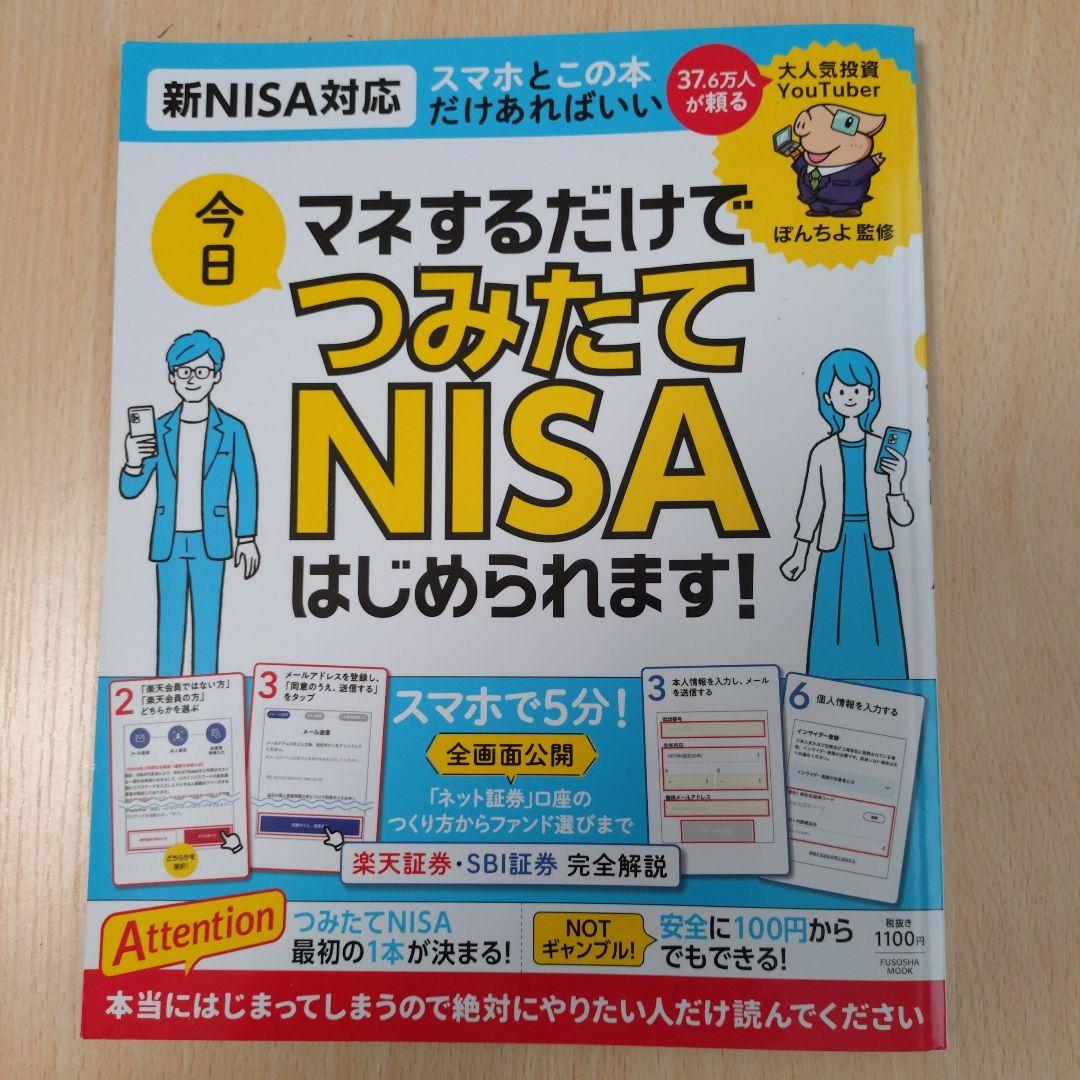 新NISA対応
スマホとこの本
だけあればいい
37.6万人
が頼る
大人気投資
YouTuber
ぽんちよ 監修
今日
マネするだけで
つみたて
NISA
はじめられます!
2
「楽天会員ではない方」
「楽天会員の方」
どちらかを選ぶ
どちらかを
選択!
3
メールアドレスを登録し、
「同意のうえ、送信する」
をタップ
メール送信
スマホで5分!
全画面公開
「ネット証券」口座の
つくり方からファンド選びまで
楽天証券・SBI証券 完全解説
3
本人情報を入力し、メール
を送信する
生年月日
登録メールアドレス
6
個人情報を入力する
インサイダー登録
Attention
つみたてNISA
最初の1本が決まる!
NOT
ギャンブル!
安全に100円から
でもできる!
税抜き
1100円
FUSOSHA
MOOK
本当にはじまってしまうので絶対にやりたい人だけ読んでください